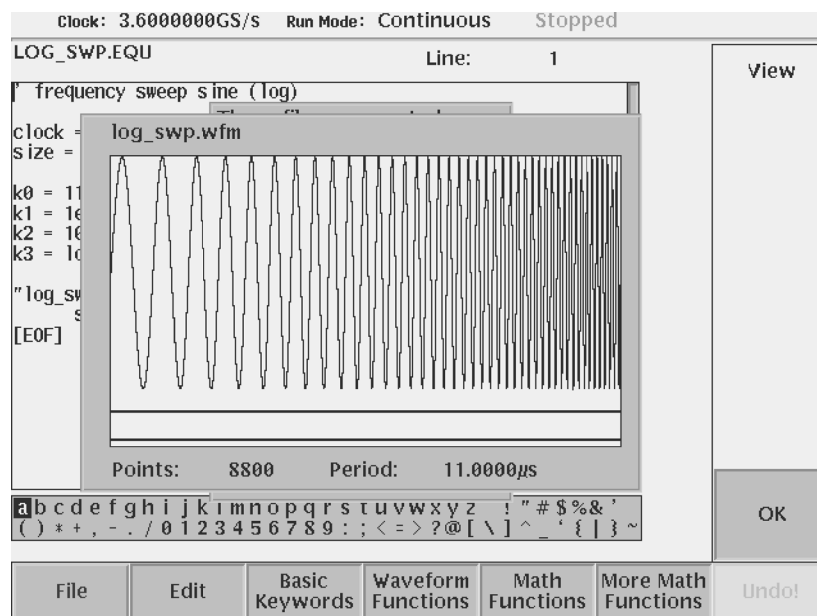 Clock: 3.6000000GS/s Run Mode: Continuous Stopped
LOG_SWP.EQU Line: 1
View
' frequency sweep sine (log)
clock =
size =
log_swp.wfm
k0 = 11
k1 = 1e
k2 = 10
k3 = lo
"log_sw
s
[EOF]
Points: 8800 Period: 11.0000µs
a b c d e f g h i j k l m n o p q r s t u v w x y z ! " # $ % & '
( ) * + , - . / 0 1 2 3 4 5 6 7 8 9 : ; < = > ? @ [ \ ] ^ _ ` { | } ~
OK
File Edit Basic Keywords Waveform Functions Math Functions More Math Functions Undo!